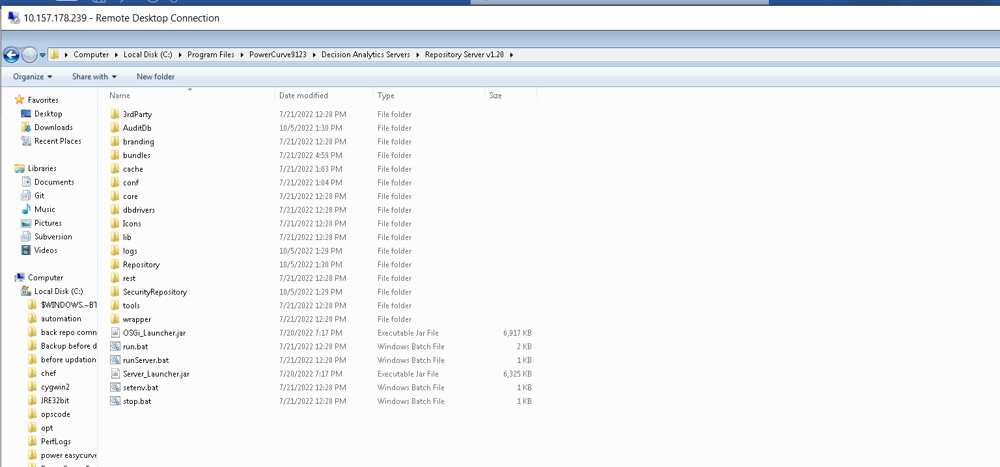 10.157.178.239 - Remote Desktop Connection
Computer Local Disk (C:) Program Files PowerCurve9123 Decision Analytics Servers Repository Server v1.20
Organize Share with New folder
Name Date modified Type Size
Favorites
Desktop
Downloads
Recent Places
Libraries
Documents
Git
Music
Pictures
Subversion
Videos
Computer
Local Disk (C:)
$WINDOWS.~BT
automation
back repo comn
Backup before d
before updation
chef
cygwin2
JRE32bit
opscode
opt
PerfLogs
power easycurve
3rdParty 7/21/2022 12:28 PM File folder
AuditDb 10/5/2022 1:30 PM File folder
branding 7/21/2022 12:28 PM File folder
bundles 7/21/2022 4:59 PM File folder
cache 7/21/2022 1:03 PM File folder
conf 7/21/2022 1:04 PM File folder
core 7/21/2022 12:28 PM File folder
dbdrivers 7/21/2022 12:28 PM File folder
Icons 7/21/2022 12:28 PM File folder
lib 7/21/2022 12:28 PM File folder
logs 10/5/2022 1:29 PM File folder
Repository 10/5/2022 1:30 PM File folder
rest 7/21/2022 12:28 PM File folder
SecurityRepository 10/5/2022 1:29 PM File folder
tools 7/21/2022 12:28 PM File folder
wrapper 7/21/2022 12:28 PM File folder
OSGi_Launcher.jar 7/20/2022 7:17 PM Executable Jar File 6,917 KB
run.bat 7/21/2022 12:28 PM Windows Batch File 2 KB
runServer.bat 7/21/2022 12:28 PM Windows Batch File 1 KB
Server_Launcher.jar 7/20/2022 7:17 PM Executable Jar File 6,325 KB
setenv.bat 7/21/2022 12:28 PM Windows Batch File 1 KB
stop.bat 7/21/2022 12:28 PM Windows Batch File 1 KB